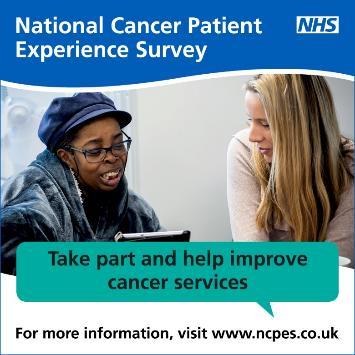 National Cancer Patient
Experience Survey
NHS
Take part and help improve
cancer services
For more information, visit www.ncpes.co.uk